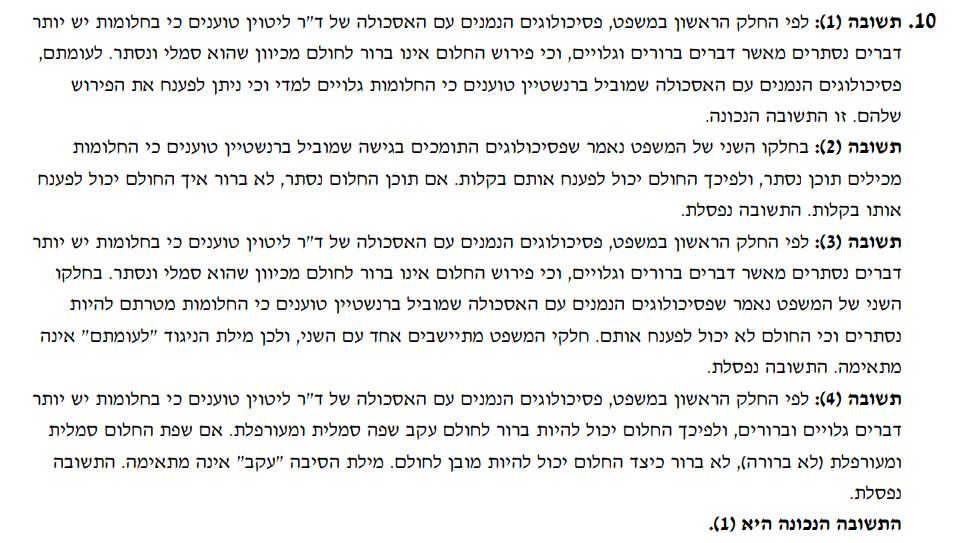 10. תשובה (1): לפי החלק הראשון במשפט, פסיכולוגים הנמנים עם האסכולה של ד"ר ליטוין טוענים כי בחלומות יש יותר
דברים נסתרים מאשר דברים ברורים וגלויים, וכי פירוש החלום אינו ברור לחולם מכיוון שהוא סמלי ונסתר. לעומתם,
פסיכולוגים הנמנים עם האסכולה שמוביל ברנשטיין טוענים כי החלומות גלויים למדי וכי ניתן לפענח את הפירוש
שלהם. זו התשובה הנכונה.
תשובה (2): בחלקו השני של המשפט נאמר שפסיכולוגים התומכים בגישה שמוביל ברנשטיין טוענים כי החלומות
מכילים תוכן נסתר, ולפיכך החולם יכול לפענח אותם בקלות. אם תוכן החלום נסתר, לא ברור איך החולם יכול לפענח
אותו בקלות. התשובה נפסלת.
תשובה (3): לפי החלק הראשון במשפט, פסיכולוגים הנמנים עם האסכולה של ד"ר ליטוין טוענים כי בחלומות יש יותר
דברים נסתרים מאשר דברים ברורים וגלויים, וכי פירוש החלום אינו ברור לחולם מכיוון שהוא סמלי ונסתר. בחלקו
השני של המשפט נאמר שפסיכולוגים הנמנים עם האסכולה שמוביל ברנשטיין טוענים כי החלומות מטרתם להיות
נסתרים וכי החולם לא יכול לפענח אותם. חלקי המשפט מתיישבים אחד עם השני, ולכן מילת הניגוד "לעומתם" אינה
מתאימה. התשובה נפסלת.
תשובה (4): לפי החלק הראשון במשפט, פסיכולוגים הנמנים עם האסכולה של ד"ר ליטוין טוענים כי בחלומות יש יותר
דברים גלויים וברורים, ולפיכך החלום יכול להיות ברור לחולם עקב שפה סמלית ומעורפלת. אם שפת החלום סמלית
ומעורפלת (לא ברורה), לא ברור כיצד החלום יכול להיות מובן לחולם. מילת הסיבה "עקב" אינה מתאימה. התשובה
נפסלת.
התשובה הנכונה היא (1).